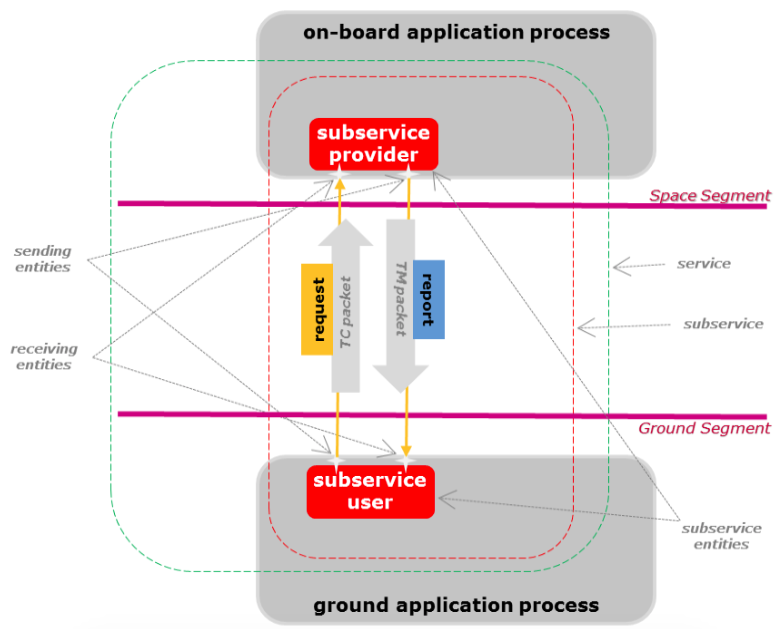 on-board application process
subservice
provider
Space Segment
sending
entities
service
request
TC packet
TM packet
report
subservice
receiving
entities
Ground Segment
subservice
user
subservice
entities
ground application process